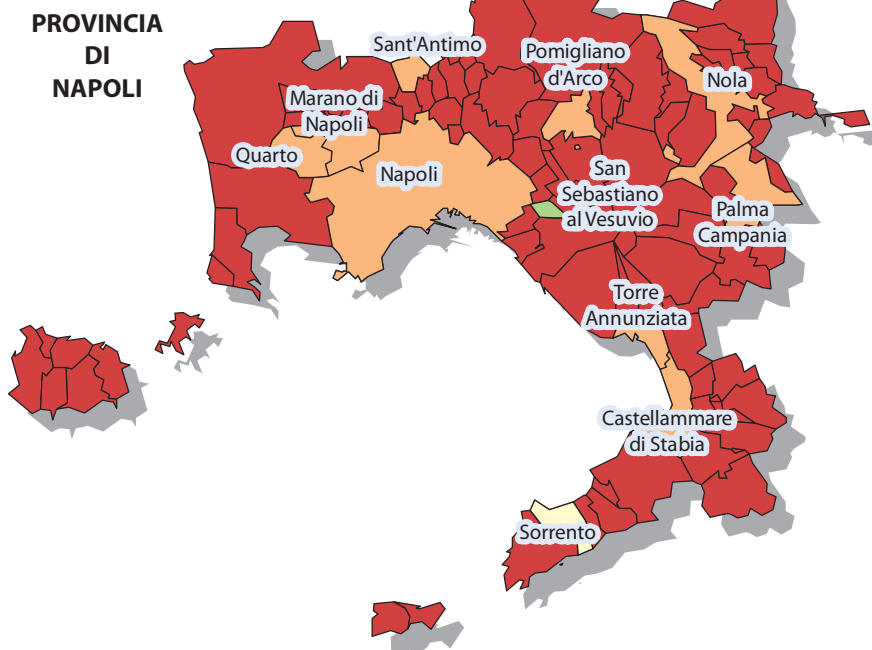 PROVINCIA
DI
NAPOLI
Sant'Antimo
Pomigliano
d'Arco
Nola
Marano di
Napoli
Quarto
Napoli
San
Sebastiano
al Vesuvio
Palma
Campania
Torre
Annunziata
Castellammare
di Stabia
Sorrento